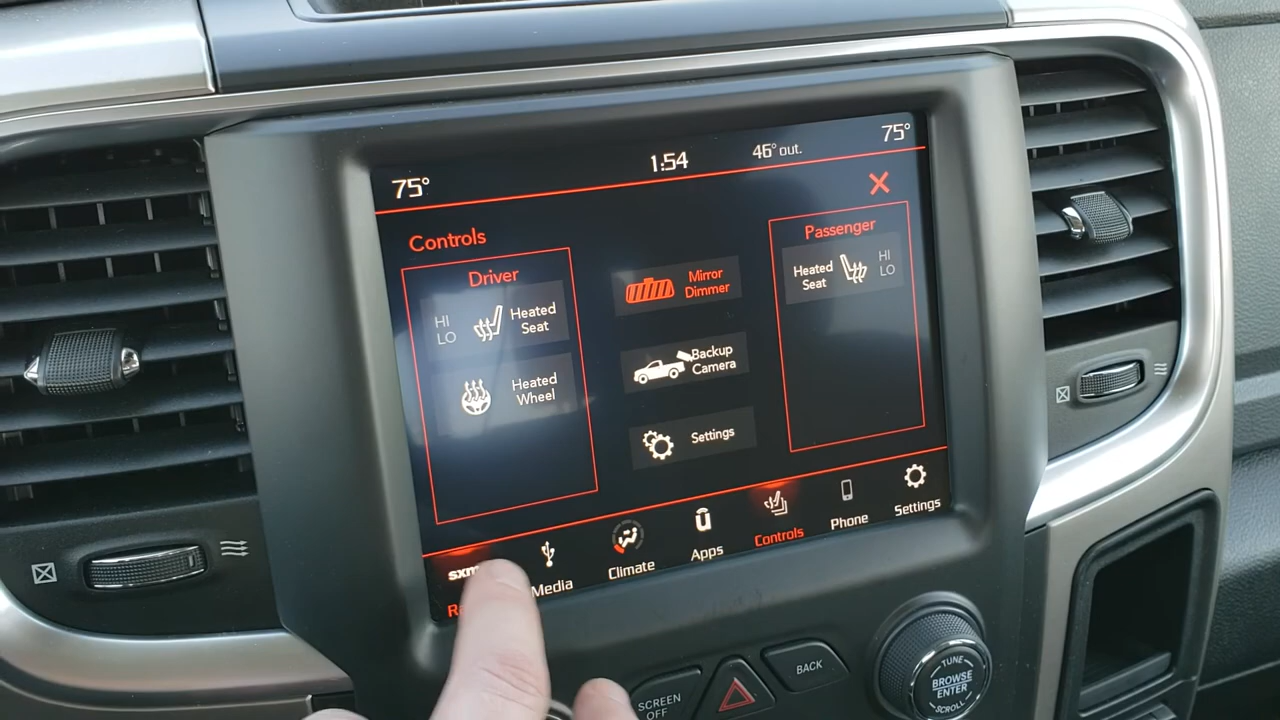 75°
1:54
46° out.
75°
Controls
Driver
HI
LO
Heated
Seat
Heated
Wheel
Mirror
Dimmer
Backup
Camera
Settings
Passenger
Heated
Seat
HI
LO
Media
Climate
Apps
Controls
Phone
Settings
SCREEN
OFF
BACK
TUNE
BROWSE
ENTER
SCROLL